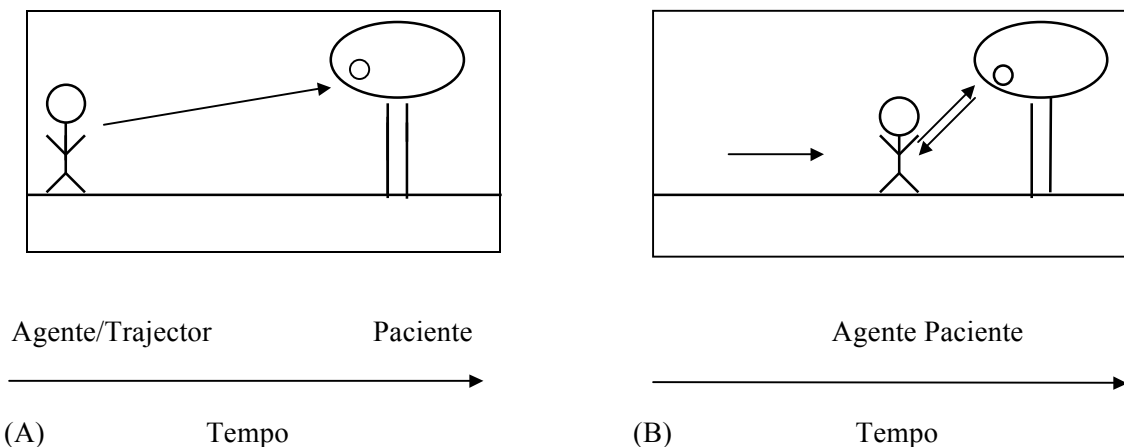 Agente/Trajector Paciente
Agente Paciente
(A) Tempo
(B) Tempo